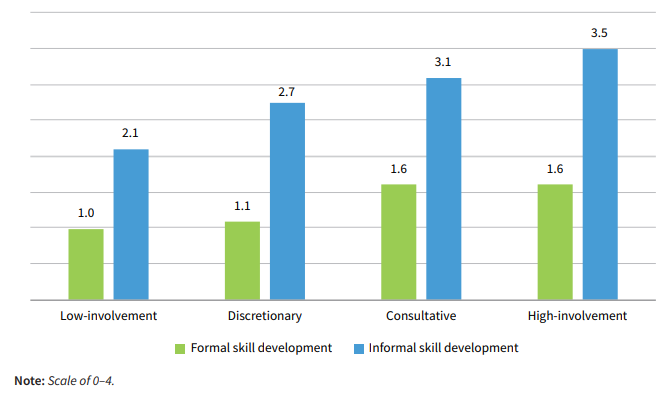 3.5
3.1
2.7
2.1
1.6
1.6
1.1
1.0
Low-involvement
Discretionary
Consultative
High-involvement
Formal skill development
Informal skill development
Note: Scale of 0–4.